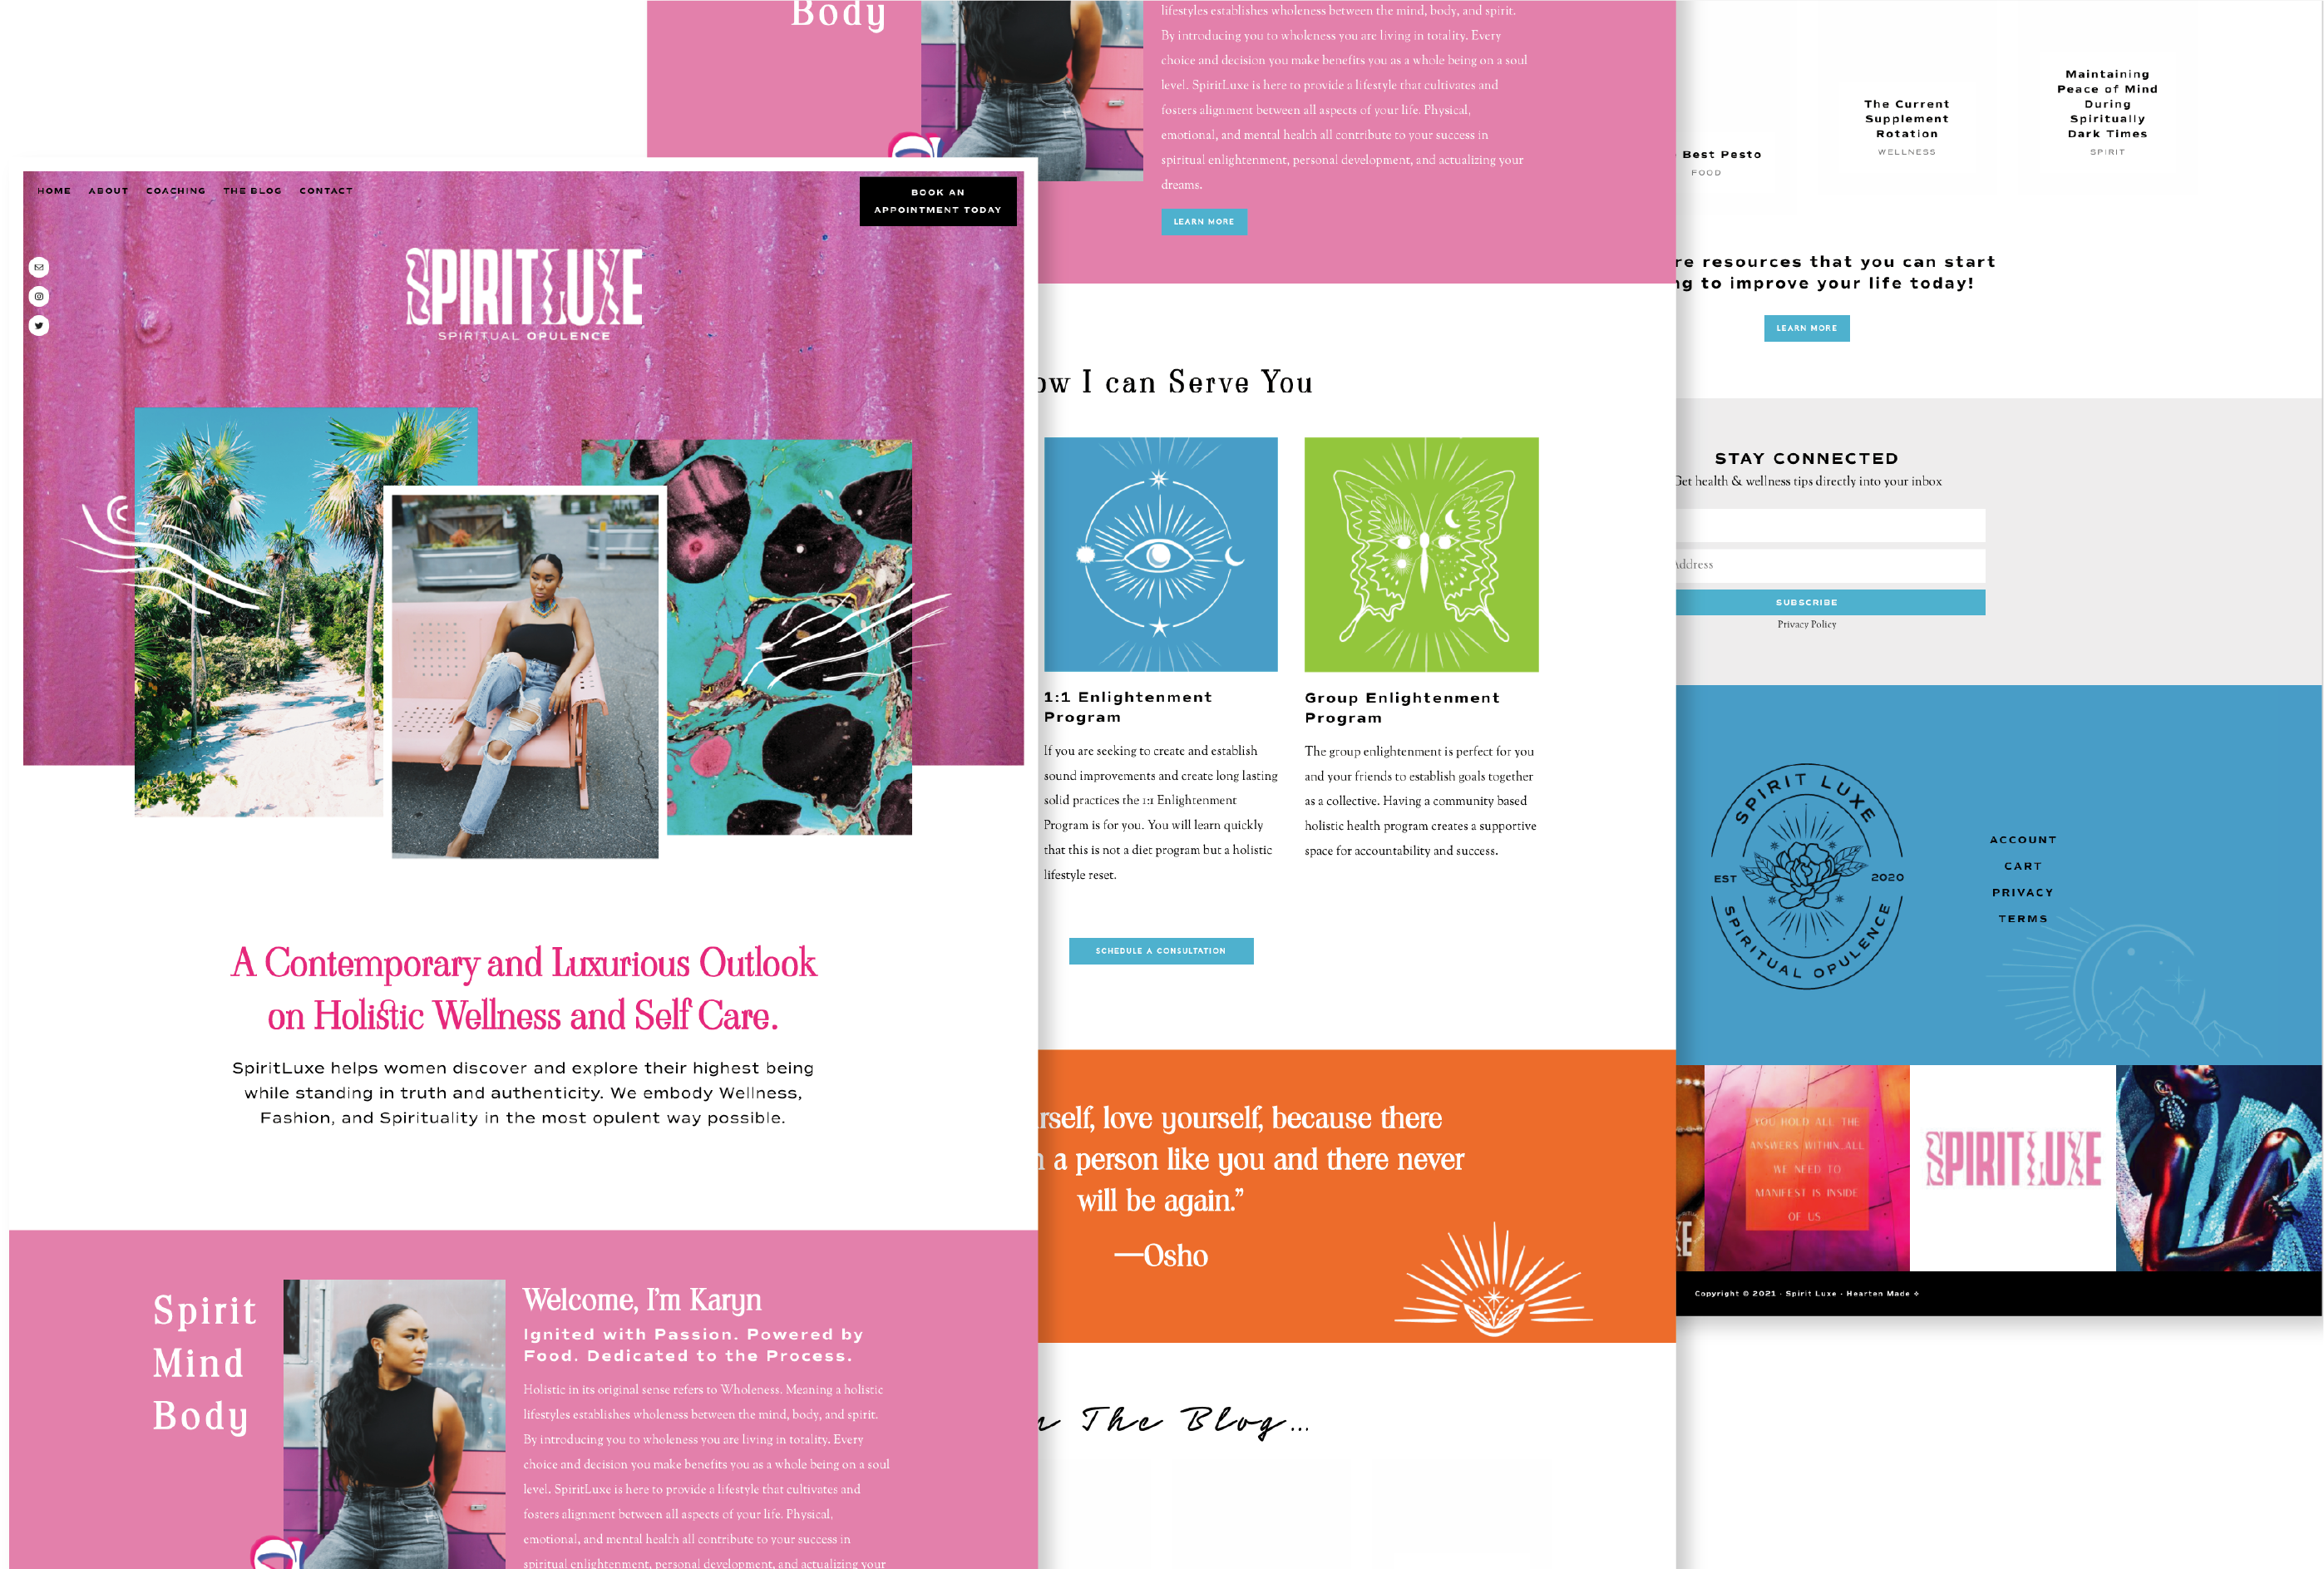 HOME ABOUT COACHING THE BLOG CONTACT
BOOK AN
APPOINTMENT TODAY
SPIRITLUXE
SPIRITUAL OPULENCE
A Contemporary and Luxurious Outlook
on Holistic Wellness and Self Care.
SpiritLuxe helps women discover and explore their highest being
while standing in truth and authenticity. We embody Wellness,
Fashion, and Spirituality in the most opulent way possible.
Spirit
Mind
Body
Welcome, I'm Karyn
Ignited with Passion. Powered by
Food. Dedicated to the Process.
Holistic in its original sense refers to Wholeness. Meaning a holistic
lifestyles establishes wholeness between the mind, body, and spirit.
By introducing you to wholeness you are living in totality. Every
choice and decision you make benefits you as a whole being on a soul
level. SpiritLuxe is here to provide a lifestyle that cultivates and
fosters alignment between all aspects of your life. Physical,
emotional, and mental health all contribute to your success in
spiritual enlightenment, personal development, and actualizing your
Body
lifestyles establishes wholeness between the mind, body, and spirit.
By introducing you to wholeness you are living in totality. Every
choice and decision you make benefits you as a whole being on a soul
level. SpiritLuxe is here to provide a lifestyle that cultivates and
fosters alignment between all aspects of your life. Physical,
emotional, and mental health all contribute to your success in
spiritual enlightenment, personal development, and actualizing your
dreams.
LEARN MORE
ow I can Serve You
1:1 Enlightenment
Program
If you are seeking to create and establish
sound improvements and create long lasting
solid practices the 1:1 Enlightenment
Program is for you. You will learn quickly
that this is not a diet program but a holistic
lifestyle reset.
Group Enlightenment
Program
The group enlightenment is perfect for you
and your friends to establish goals together
as a collective. Having a community based
holistic health program creates a supportive
space for accountability and success.
SCHEDULE A CONSULTATION
rself, love yourself, because there
a person like you and there never
will be again."
—Osho
The Blog...
Best Pesto
FOOD
The Current
Supplement
Rotation
WELLNESS
Maintaining
Peace of Mind
During
Spiritually
Dark Times
SPIRIT
re resources that you can start
ng to improve your life today!
LEARN MORE
STAY CONNECTED
Get health & wellness tips directly into your inbox
Address
SUBSCRIBE
Privacy Policy
SPIRIT LUXE
EST 2020
SPIRITUAL OPULENCE
ACCOUNT
CART
PRIVACY
TERMS
YOU HOLD ALL THE
ANSWERS WITHIN. ALL
WE NEED TO
MANIFEST IS INSIDE
OF US
SPIRITLUXE
Copyright © 2021 · Spirit Luxe · Hearten Made